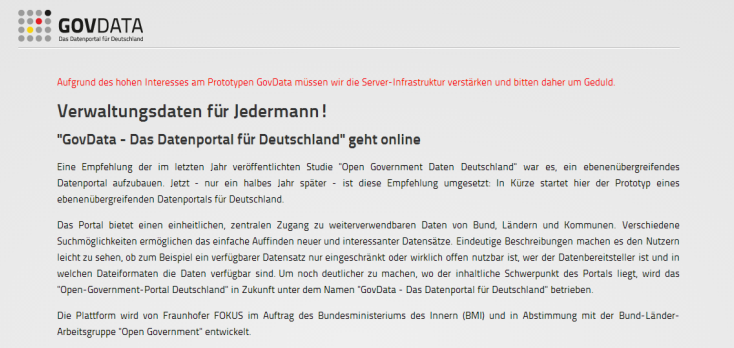 GOVDATA
Das Datenportal für Deutschland
Aufgrund des hohen Interesses am Prototypen GovData müssen wir die Server-Infrastruktur verstärken und bitten daher um Geduld.
Verwaltungsdaten für Jedermann!
"GovData - Das Datenportal für Deutschland" geht online
Eine Empfehlung der im letzten Jahr veröffentlichten Studie "Open Government Daten Deutschland" war es, ein ebenenübergreifendes
Datenportal aufzubauen. Jetzt - nur ein halbes Jahr später - ist diese Empfehlung umgesetzt: In Kürze startet hier der Prototyp eines
ebenenübergreifenden Datenportals für Deutschland.
Das Portal bietet einen einheitlichen, zentralen Zugang zu weiterverwendbaren Daten von Bund, Ländern und Kommunen. Verschiedene
Suchmöglichkeiten ermöglichen das einfache Auffinden neuer und interessanter Datensätze. Eindeutige Beschreibungen machen es den Nutzern
leicht zu sehen, ob zum Beispiel ein verfügbarer Datensatz nur eingeschränkt oder wirklich offen nutzbar ist, wer der Datenbereitsteller ist und in
welchen Dateiformaten die Daten verfügbar sind. Um noch deutlicher zu machen, wo der inhaltliche Schwerpunkt des Portals liegt, wird das
"Open-Government-Portal Deutschland" in Zukunft unter dem Namen "GovData - Das Datenportal für Deutschland" betrieben.
Die Plattform wird von Fraunhofer FOKUS im Auftrag des Bundesministeriums des Innern (BMI) und in Abstimmung mit der Bund-Länder-
Arbeitsgruppe "Open Government" entwickelt.